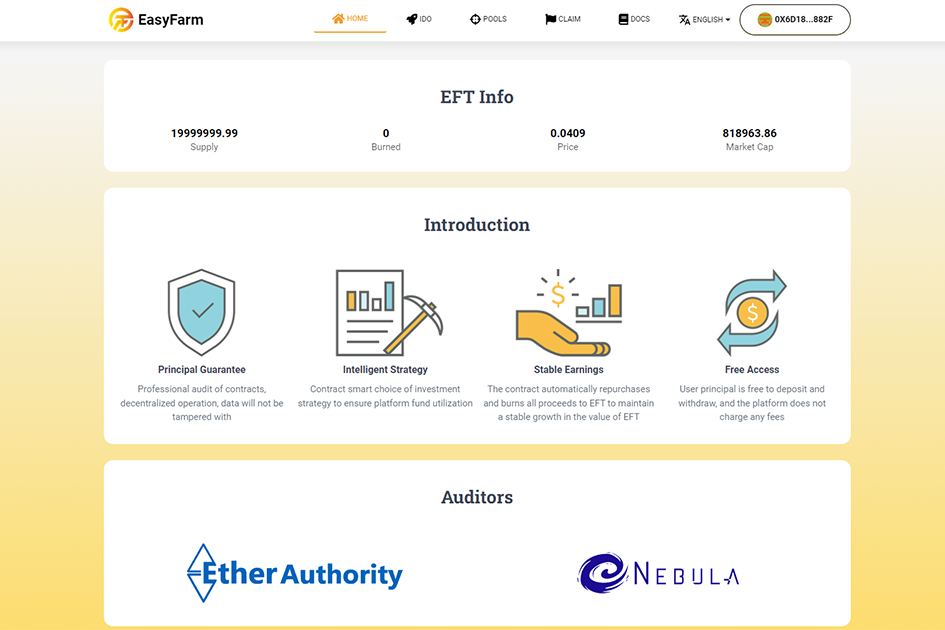 EasyFarm
HOME
IDO
POOLS
CLAIM
DOCS
ENGLISH
0X6D18...882F
EFT Info
19999999.99
0
0.0409
818963.86
Supply
Burned
Price
Market Cap
Introduction
$
$
Principal Guarantee
Intelligent Strategy
Stable Earnings
Free Access
Professional audit of contracts,
decentralized operation, data will not be
tampered with
Contract smart choice of investment
strategy to ensure platform fund utilization
The contract automatically repurchases
and burns all proceeds to EFT to maintain
a stable growth in the value of EFT
User principal is free to deposit and
withdraw, and the platform does not
charge any fees
Auditors
Ether Authority
NEBULA